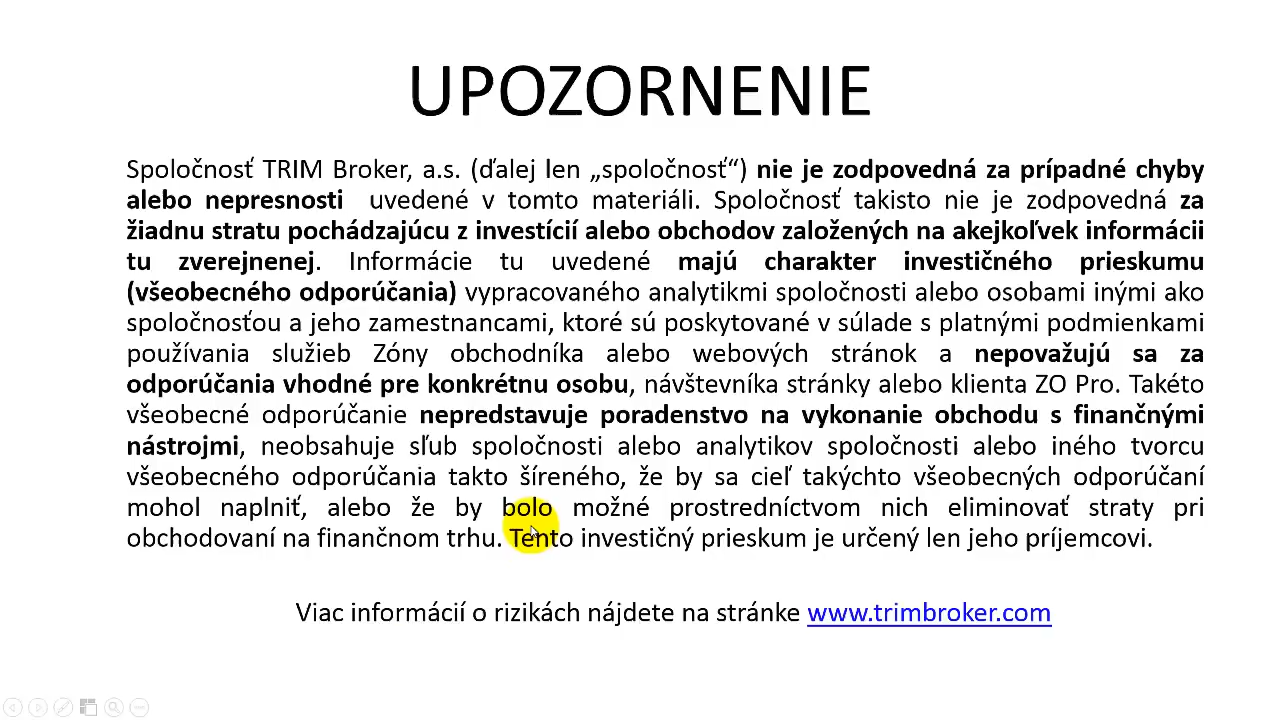 UPOZORNENIE
Spoločnosť TRIM Broker, a.s. (ďalej len „spoločnosť“) nie je zodpovedná za prípadné chyby
alebo nepresnosti uvedené v tomto materiáli. Spoločnosť takisto nie je zodpovedná za
žiadnu stratu pochádzajúcu z investícií alebo obchodov založených na akejkoľvek informácii
tu zverejnenej. Informácie tu uvedené majú charakter investičného prieskumu
(všeobecného odporúčania) vypracovaného analytikmi spoločnosti alebo osobami inými ako
spoločnosťou a jeho zamestnancami, ktoré sú poskytované v súlade s platnými podmienkami
používania služieb Zóny obchodníka alebo webových stránok a nepovažujú sa za
odporúčania vhodné pre konkrétnu osobu, návštevníka stránky alebo klienta ZO Pro. Takéto
všeobecné odporúčanie nepredstavuje poradenstvo na vykonanie obchodu s finančnými
nástrojmi, neobsahuje sľub spoločnosti alebo analytikov spoločnosti alebo iného tvorcu
všeobecného odporúčania takto šíreného, že by sa cieľ takýchto všeobecných odporúčaní
mohol naplniť, alebo že by bolo možné prostredníctvom nich eliminovať straty pri
obchodovaní na finančnom trhu. Tento investičný prieskum je určený len jeho príjemcovi.
Viac informácií o rizikách nájdete na stránke www.trimbroker.com